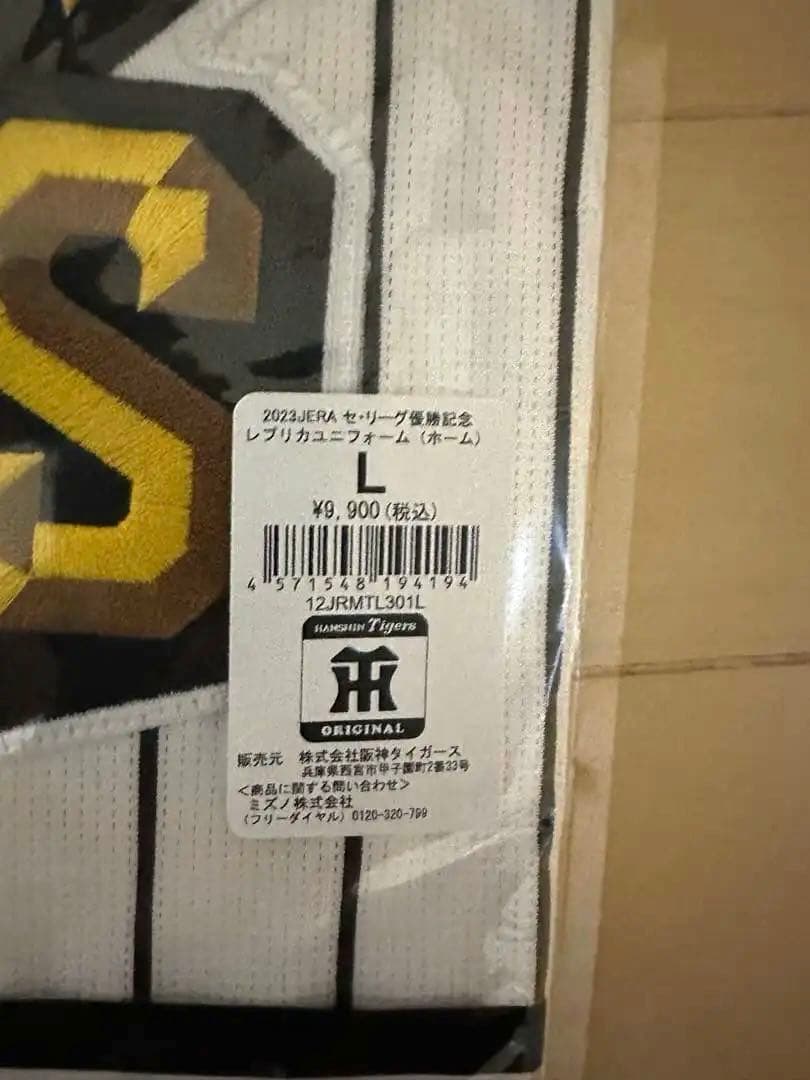 S
2023JERA セ・リーグ優勝記念
レプリカユニフォーム（ホーム）
L
¥9,900(税込)
4 571548 194194
12JRMTL301L
HANSHIN Tigers
TH
ORIGINAL
販売元 株式会社阪神タイガース
兵庫県西宮市甲子園町2番33号
＜商品に関する問い合わせ＞
ミズノ株式会社
（フリーダイヤル）0120-320-799